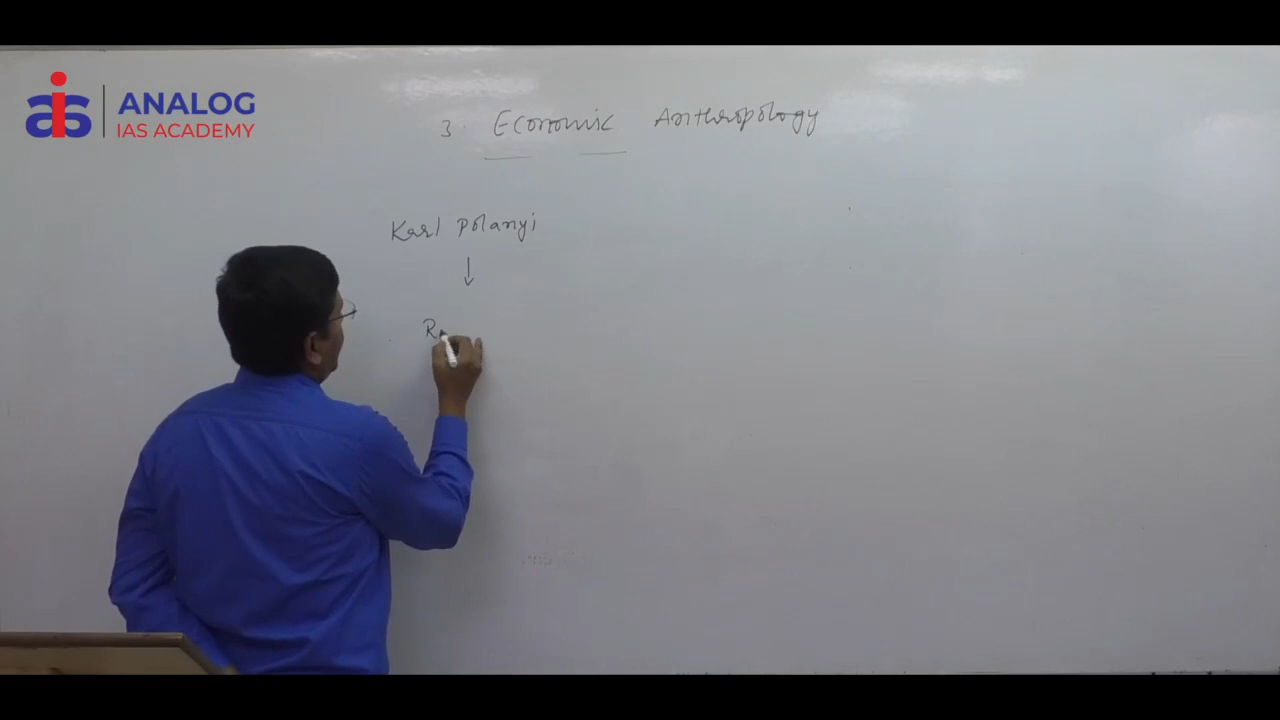 ANALOG
IAS ACADEMY
3. Economic Anthropology
Karl Polanyi
R